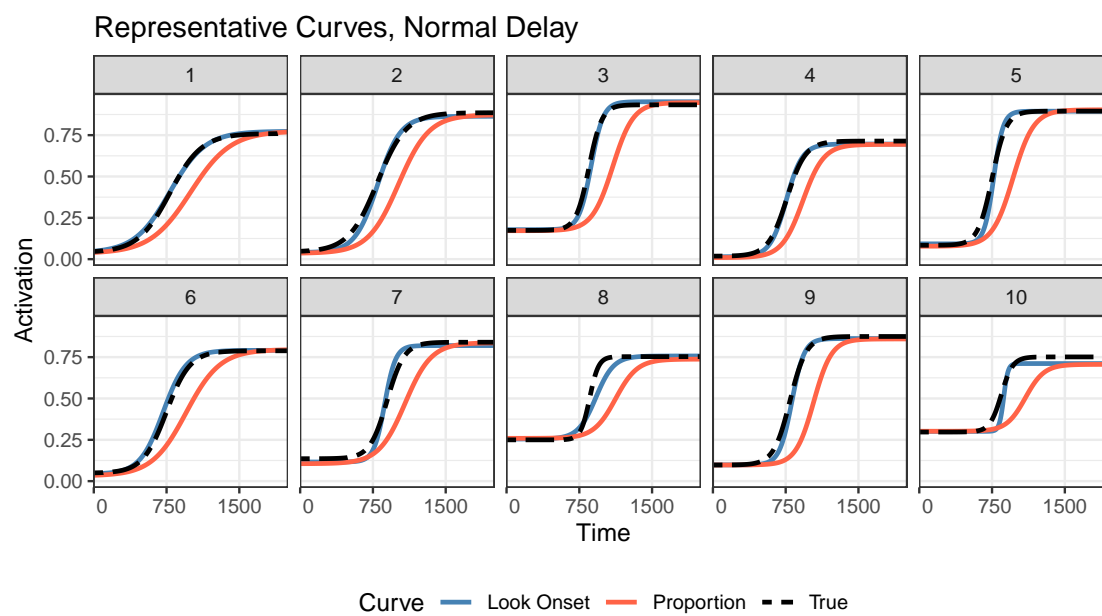 Representative Curves, Normal Delay
1 2 3 4 5
0.75
0.50
0.25
0.00
6 7 8 9 10
0.75
0.50
0.25
0.00
Activation
0 750 1500 0 750 1500 0 750 1500 0 750 1500 0 750 1500
Time
Curve Look Onset Proportion True